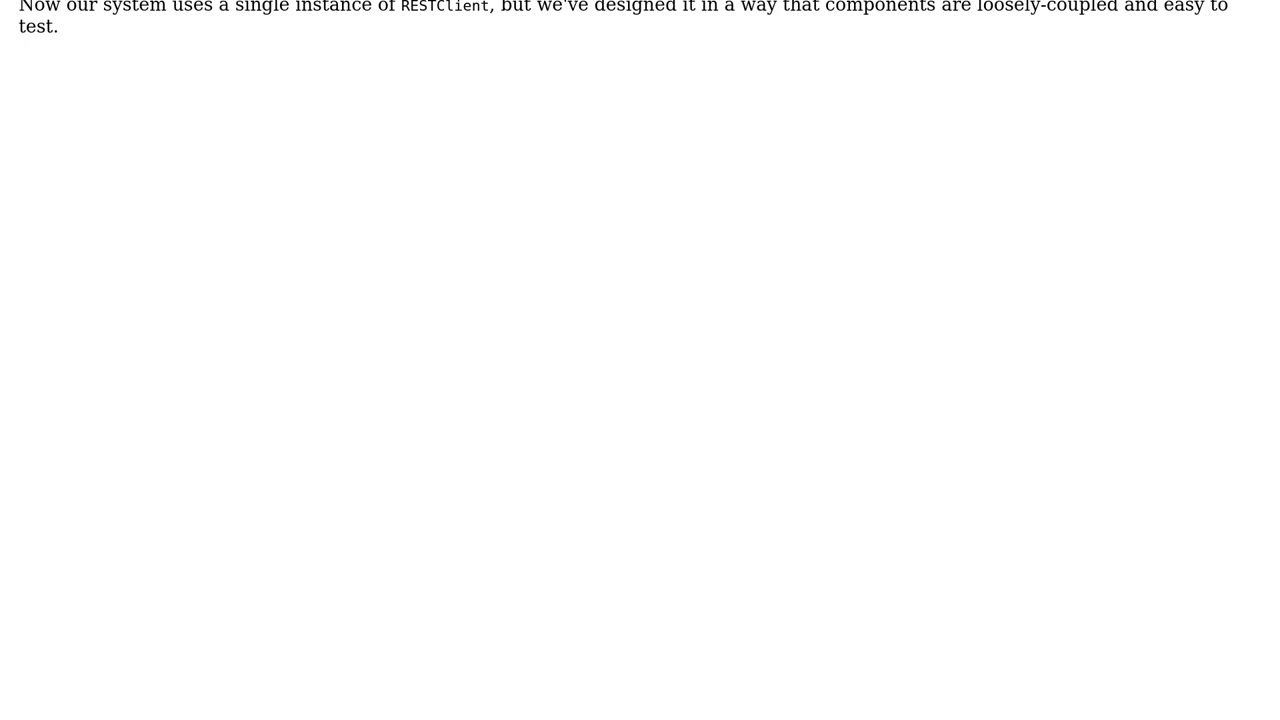 Now our system uses a single instance of RESTClient, but we've designed it in a way that components are loosely-coupled and easy to
test.